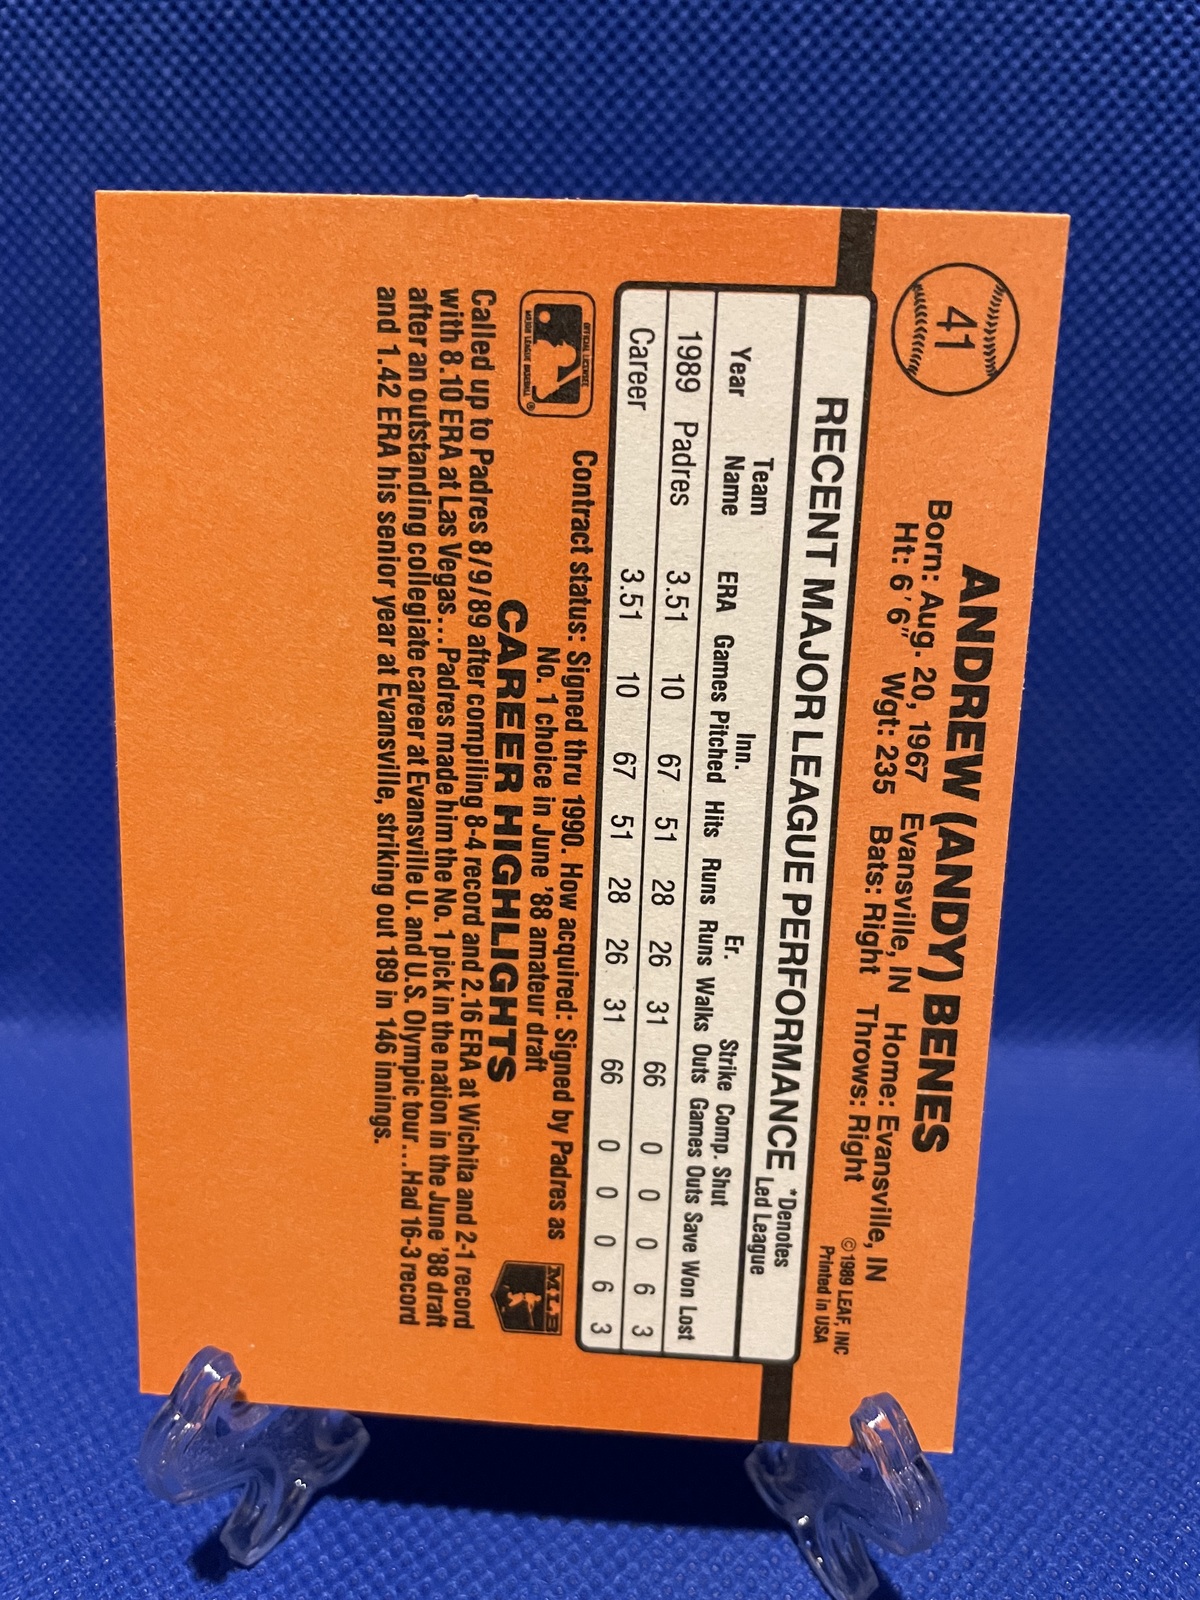 41
ANDREW (ANDY) BENES
Born: Aug. 20, 1967 Evansville, IN Home: Evansville, IN
Ht: 6'6" Wgt: 235 Bats: Right Throws: Right
©1989 LEAF, INC
Printed in USA
RECENT MAJOR LEAGUE PERFORMANCE
*Denotes
Led League
Team Inn. Er. Strike Comp. Shut
Year Name ERA Games Pitched Hits Runs Runs Walks Outs Games Outs Save Won Lost
1989 Padres 3.51 10 67 51 28 26 31 66 0 0 0 6 3
Career 3.51 10 67 51 28 26 31 66 0 0 0 6 3
OFFICIAL LICENSEE
MAJOR LEAGUE BASEBALL ®
Contract status: Signed thru 1990. How acquired: Signed by Padres as
No. 1 choice in June '88 amateur draft
MLB
CAREER HIGHLIGHTS
Called up to Padres 8/9/89 after compiling 8-4 record and 2.16 ERA at Wichita and 2-1 record
with 8.10 ERA at Las Vegas...Padres made him the No. 1 pick in the nation in the June '88 draft
after an outstanding collegiate career at Evansville U. and U.S. Olympic tour...Had 16-3 record
and 1.42 ERA his senior year at Evansville, striking out 189 in 146 innings.